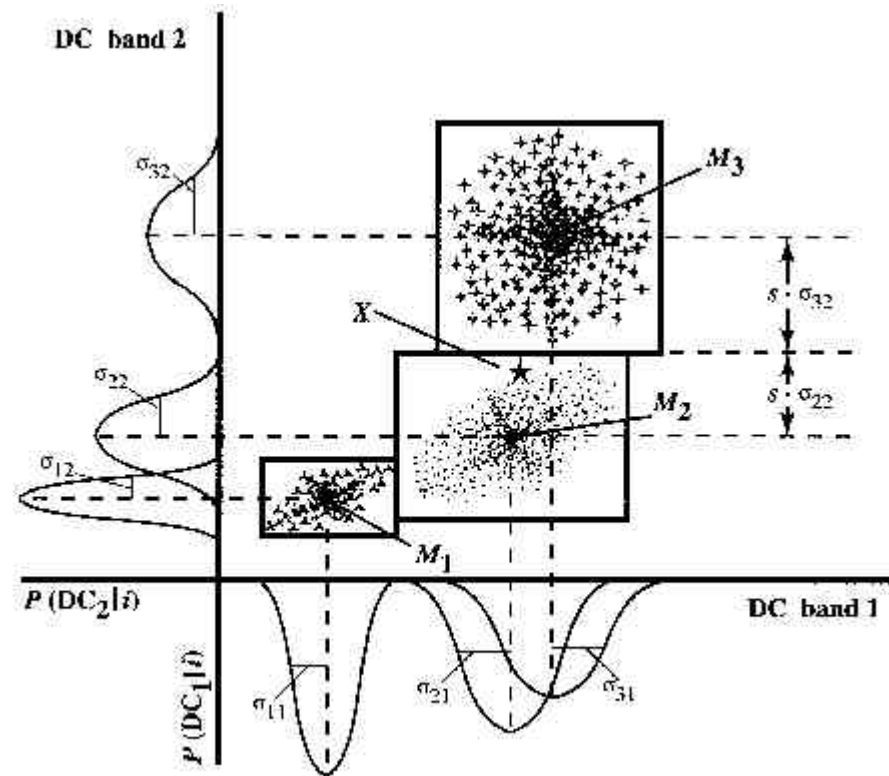 DC band 2
σ32
M3
X
s · σ32
σ22
M2
s · σ22
σ12
M1
P (DC2|i)
DC band 1
P (DC1|i)
σ11
σ21
σ31